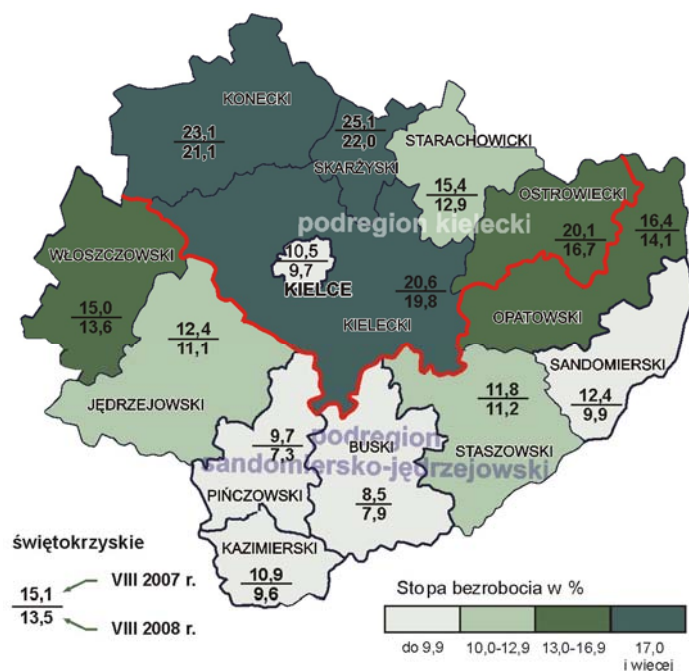 KONECKI
23,1
21,1
25,1
22,0
SKARŻYSKI
STARACHOWICKI
15,4
12,9
OSTROWIECKI
20,1
16,7
16,4
14,1
podregion kielecki
WŁOSZCZOWSKI
15,0
13,6
10,5
9,7
KIELCE
20,6
19,8
KIELECKI
OPATOWSKI
12,4
11,1
JĘDRZEJOWSKI
SANDOMIERSKI
12,4
9,9
11,8
11,2
STASZOWSKI
9,7
7,3
PIŃCZOWSKI
podregion
sandomiersko-jędrzejowski
BUSKI
8,5
7,9
KAZIMIERSKI
10,9
9,6
świętokrzyskie
15,1
13,5
VIII 2007 r.
VIII 2008 r.
Stopa bezrobocia w %
do 9,9
10,0-12,9
13,0-16,9
17,0
i więcej